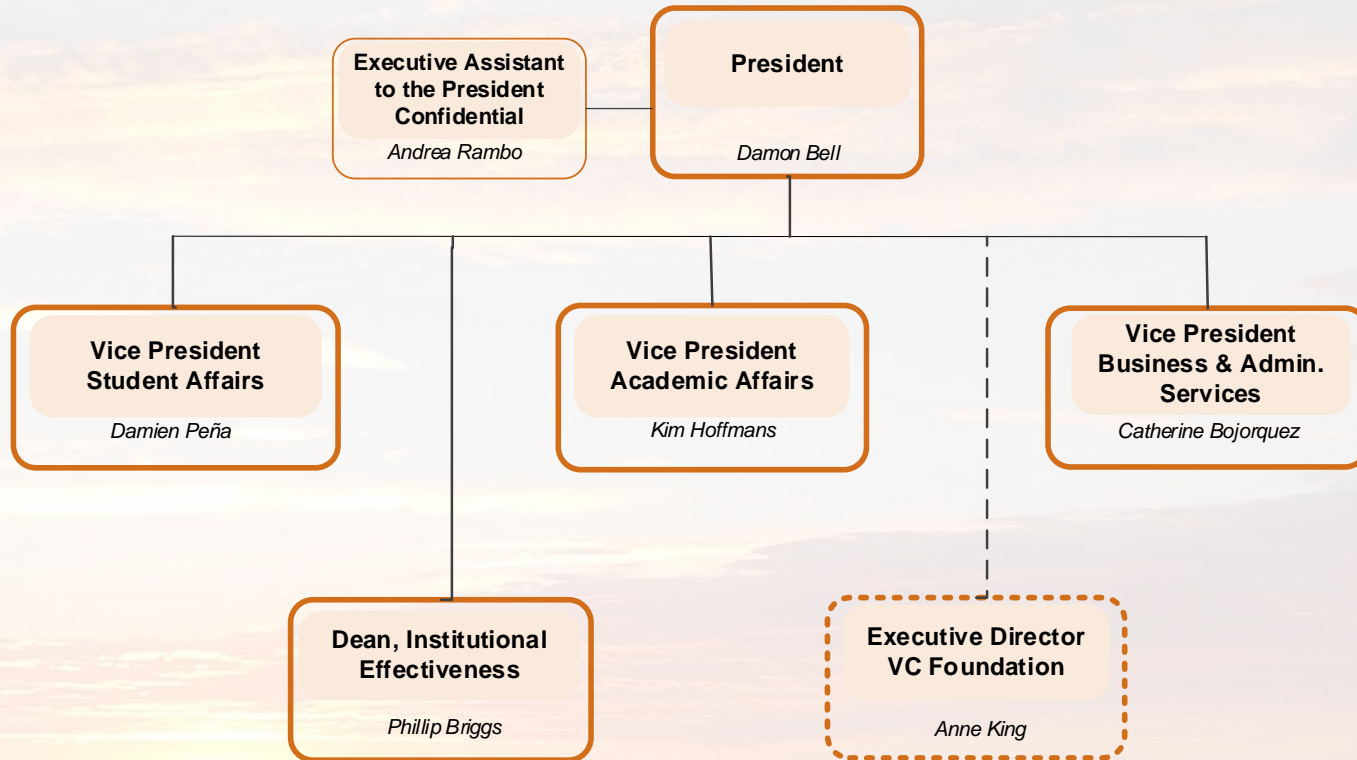 Executive Assistant
to the President
Confidential
Andrea Rambo
President
Damon Bell
Vice President
Student Affairs
Damien Peña
Vice President
Academic Affairs
Kim Hoffmans
Vice President
Business & Admin.
Services
Catherine Bojorquez
Dean, Institutional
Effectiveness
Phillip Briggs
Executive Director
VC Foundation
Anne King